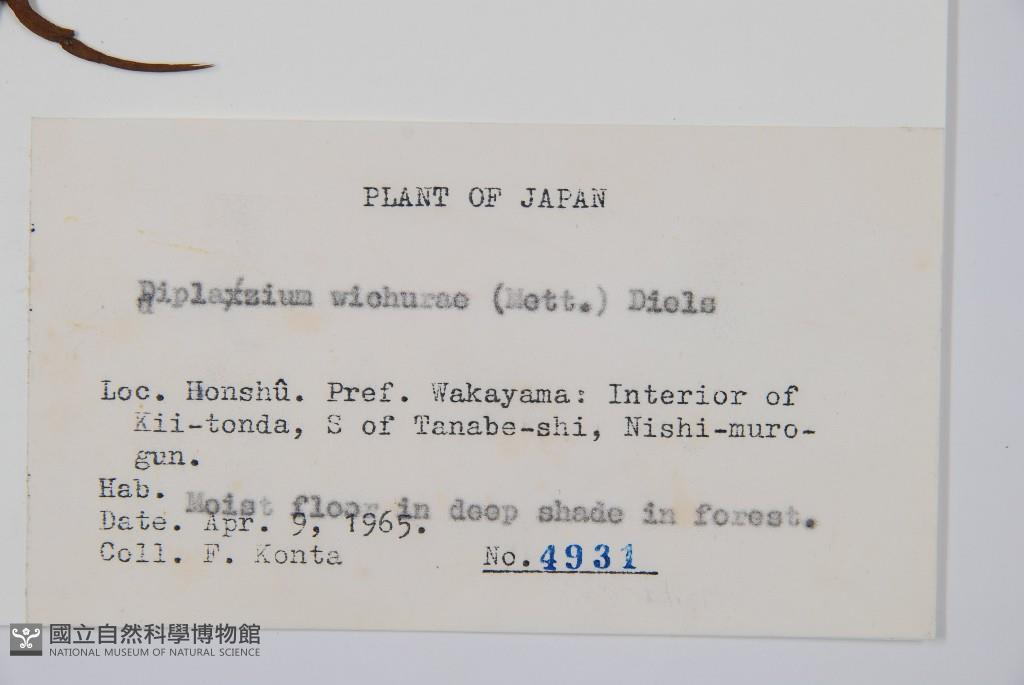 PLANT OF JAPAN
Diplaxzium wichurae (Mett.) Diels
Loc. Honshû. Pref. Wakayama: Interior of
Kii-tonda, S of Tanabe-shi, Nishi-muro-
gun.
Hab. Moist floor in deep shade in forest.
Date. Apr. 9, 1965.
Coll. F. Konta No. 4931
國立自然科學博物館
NATIONAL MUSEUM OF NATURAL SCIENCE